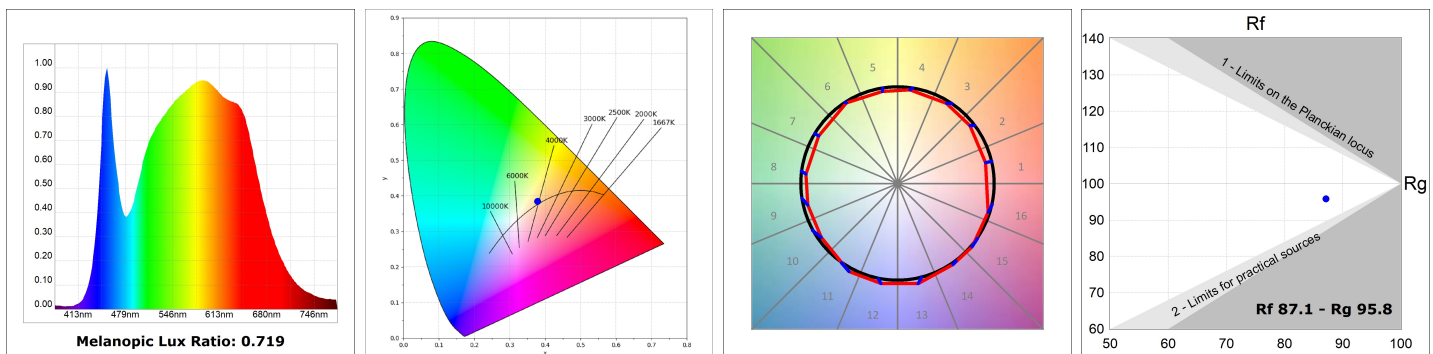 1.00
0.90
0.80
0.70
0.60
0.50
0.40
0.30
0.20
0.10
0.00
413nm 479nm 546nm 613nm 680nm 746nm
Melanopic Lux Ratio: 0.719
0.9
0.8
0.7
0.6
0.5
0.4
0.3
0.2
0.1
0.0
y
0.0 0.1 0.2 0.3 0.4 0.5 0.6 0.7 0.8
x
10000K
6000K
4000K
3000K
2500K
2000K
1667K
1
2
3
4
5
6
7
8
9
10
11
12
13
14
15
16
Rf
140
130
120
110
100
90
80
70
60
50 60 70 80 90 100
Rg
1 - Limits on the Planckian locus
2 - Limits for practical sources
Rf 87.1 - Rg 95.8